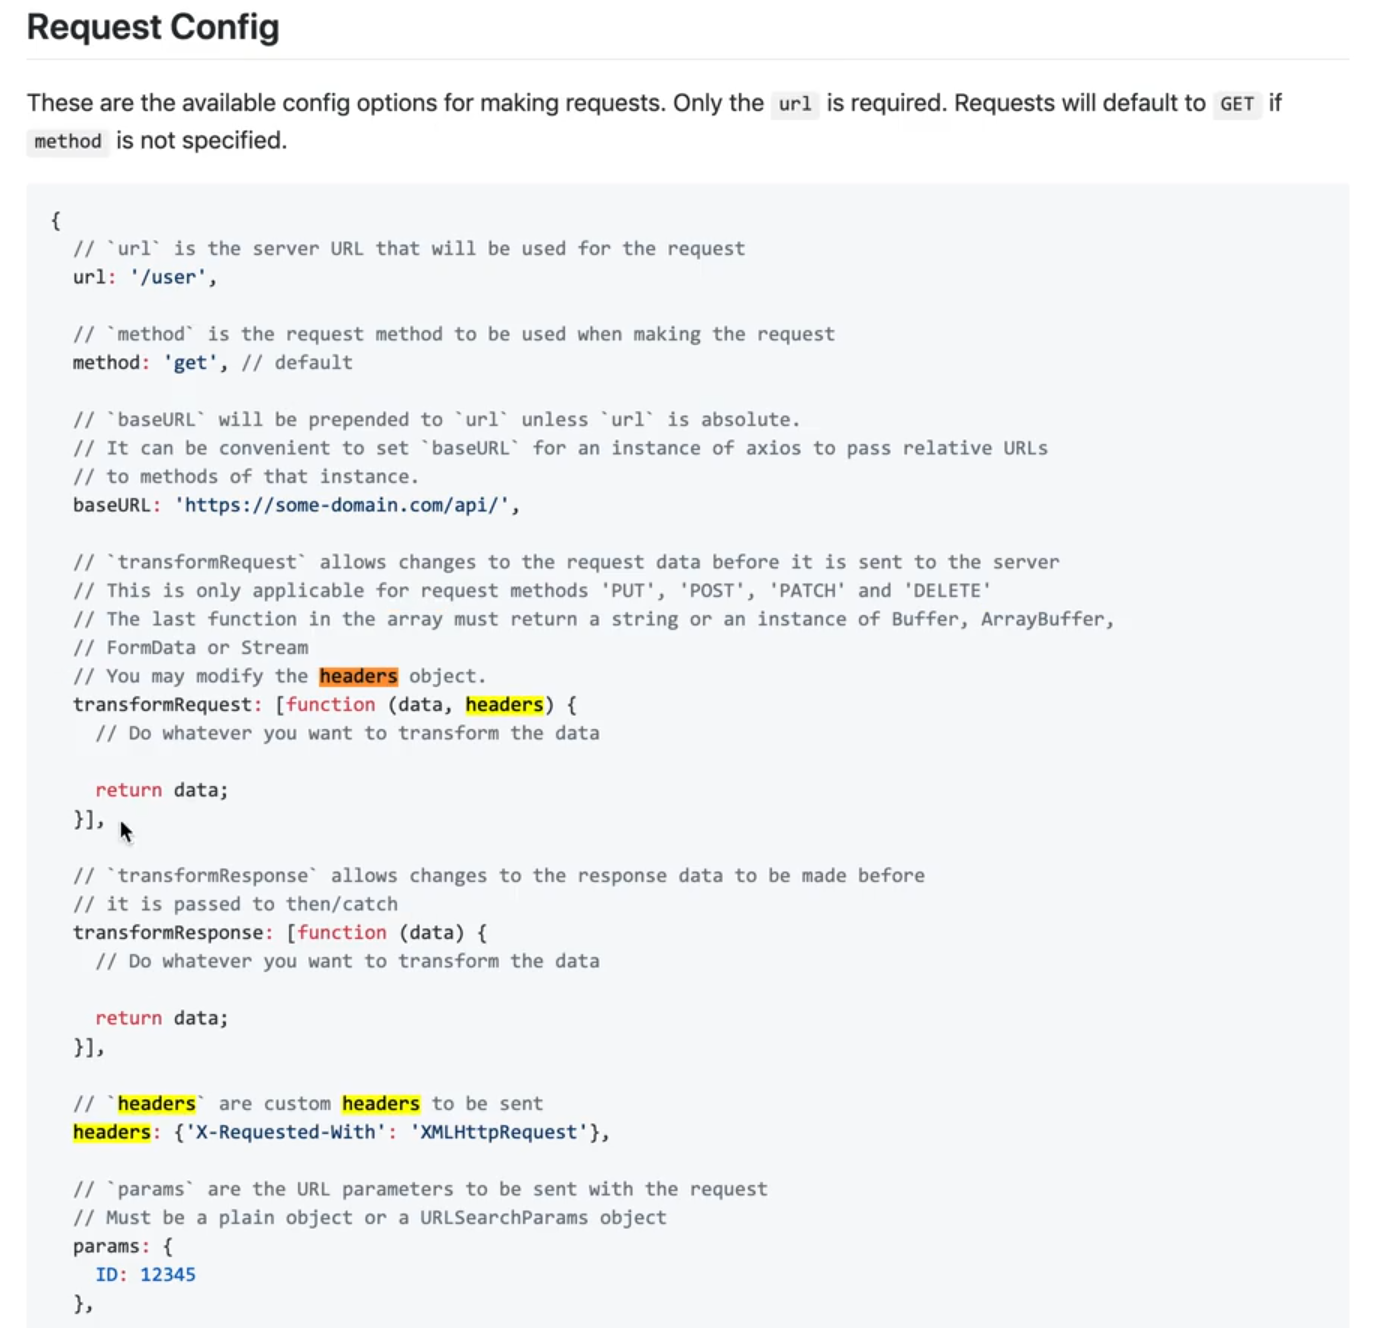 Request Config
These are the available config options for making requests. Only the url is required. Requests will default to GET if
method is not specified.
{
  // `url` is the server URL that will be used for the request
  url: '/user',

  // `method` is the request method to be used when making the request
  method: 'get', // default

  // `baseURL` will be prepended to `url` unless `url` is absolute.
  // It can be convenient to set `baseURL` for an instance of axios to pass relative URLs
  // to methods of that instance.
  baseURL: 'https://some-domain.com/api/',

  // `transformRequest` allows changes to the request data before it is sent to the server
  // This is only applicable for request methods 'PUT', 'POST', 'PATCH' and 'DELETE'
  // The last function in the array must return a string or an instance of Buffer, ArrayBuffer,
  // FormData or Stream
  // You may modify the headers object.
  transformRequest: [function (data, headers) {
    // Do whatever you want to transform the data

    return data;
  }],

  // `transformResponse` allows changes to the response data to be made before
  // it is passed to then/catch
  transformResponse: [function (data) {
    // Do whatever you want to transform the data

    return data;
  }],

  // `headers` are custom headers to be sent
  headers: {'X-Requested-With': 'XMLHttpRequest'},

  // `params` are the URL parameters to be sent with the request
  // Must be a plain object or a URLSearchParams object
  params: {
    ID: 12345
  },